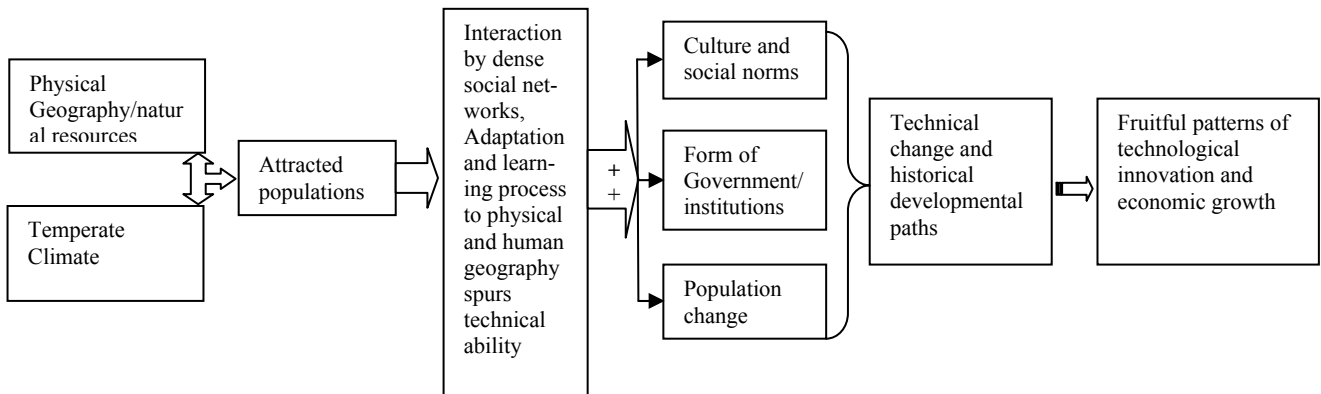 Physical
Geography/natur
al resources
Temperate
Climate
Attracted
populations
Interaction
by dense
social net-
works,
Adaptation
and learn-
ing process
to physical
and human
geography
spurs
technical
ability
+
+
Culture and
social norms
Form of
Government/
institutions
Population
change
Technical
change and
historical
developmental
paths
Fruitful patterns of
technological
innovation and
economic growth